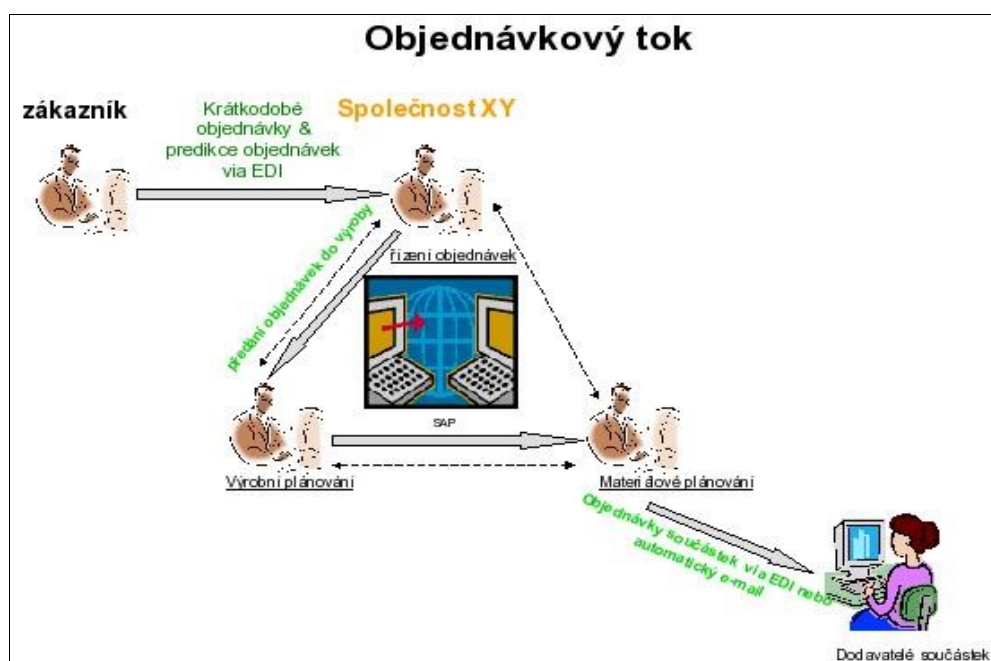 Objednávkový tok
zákazník
Krátkodobé
objednávky &
predikce objednávek
via EDI
Společnost XY
předání objednávek do výroby
řízení objednávek
SAP
Výrobní plánování
Materiálové plánování
Objednávky součástek via EDI nebo
automatický e-mail
Dodavatelé součástek